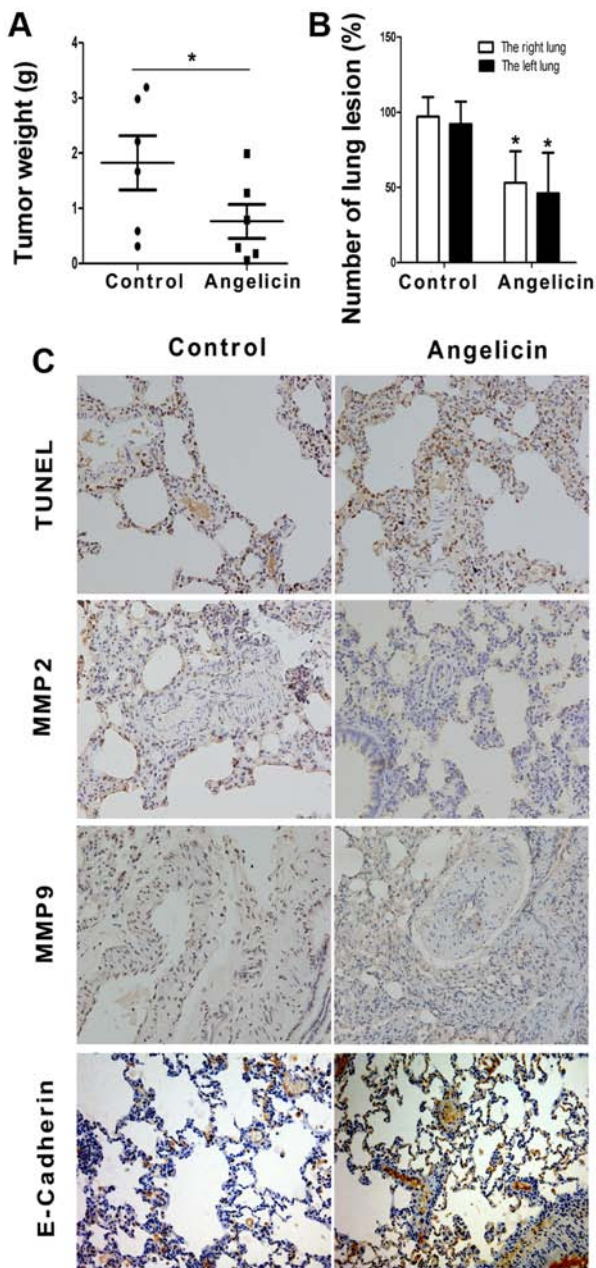 A
Tumor weight (g)
4
3
2
1
0
*
Control
Angelicin
B
Number of lung lesion (%)
150
100
50
0
The right lung
The left lung
* *
Control
Angelicin
C
Control
Angelicin
TUNEL
MMP2
MMP9
E-Cadherin